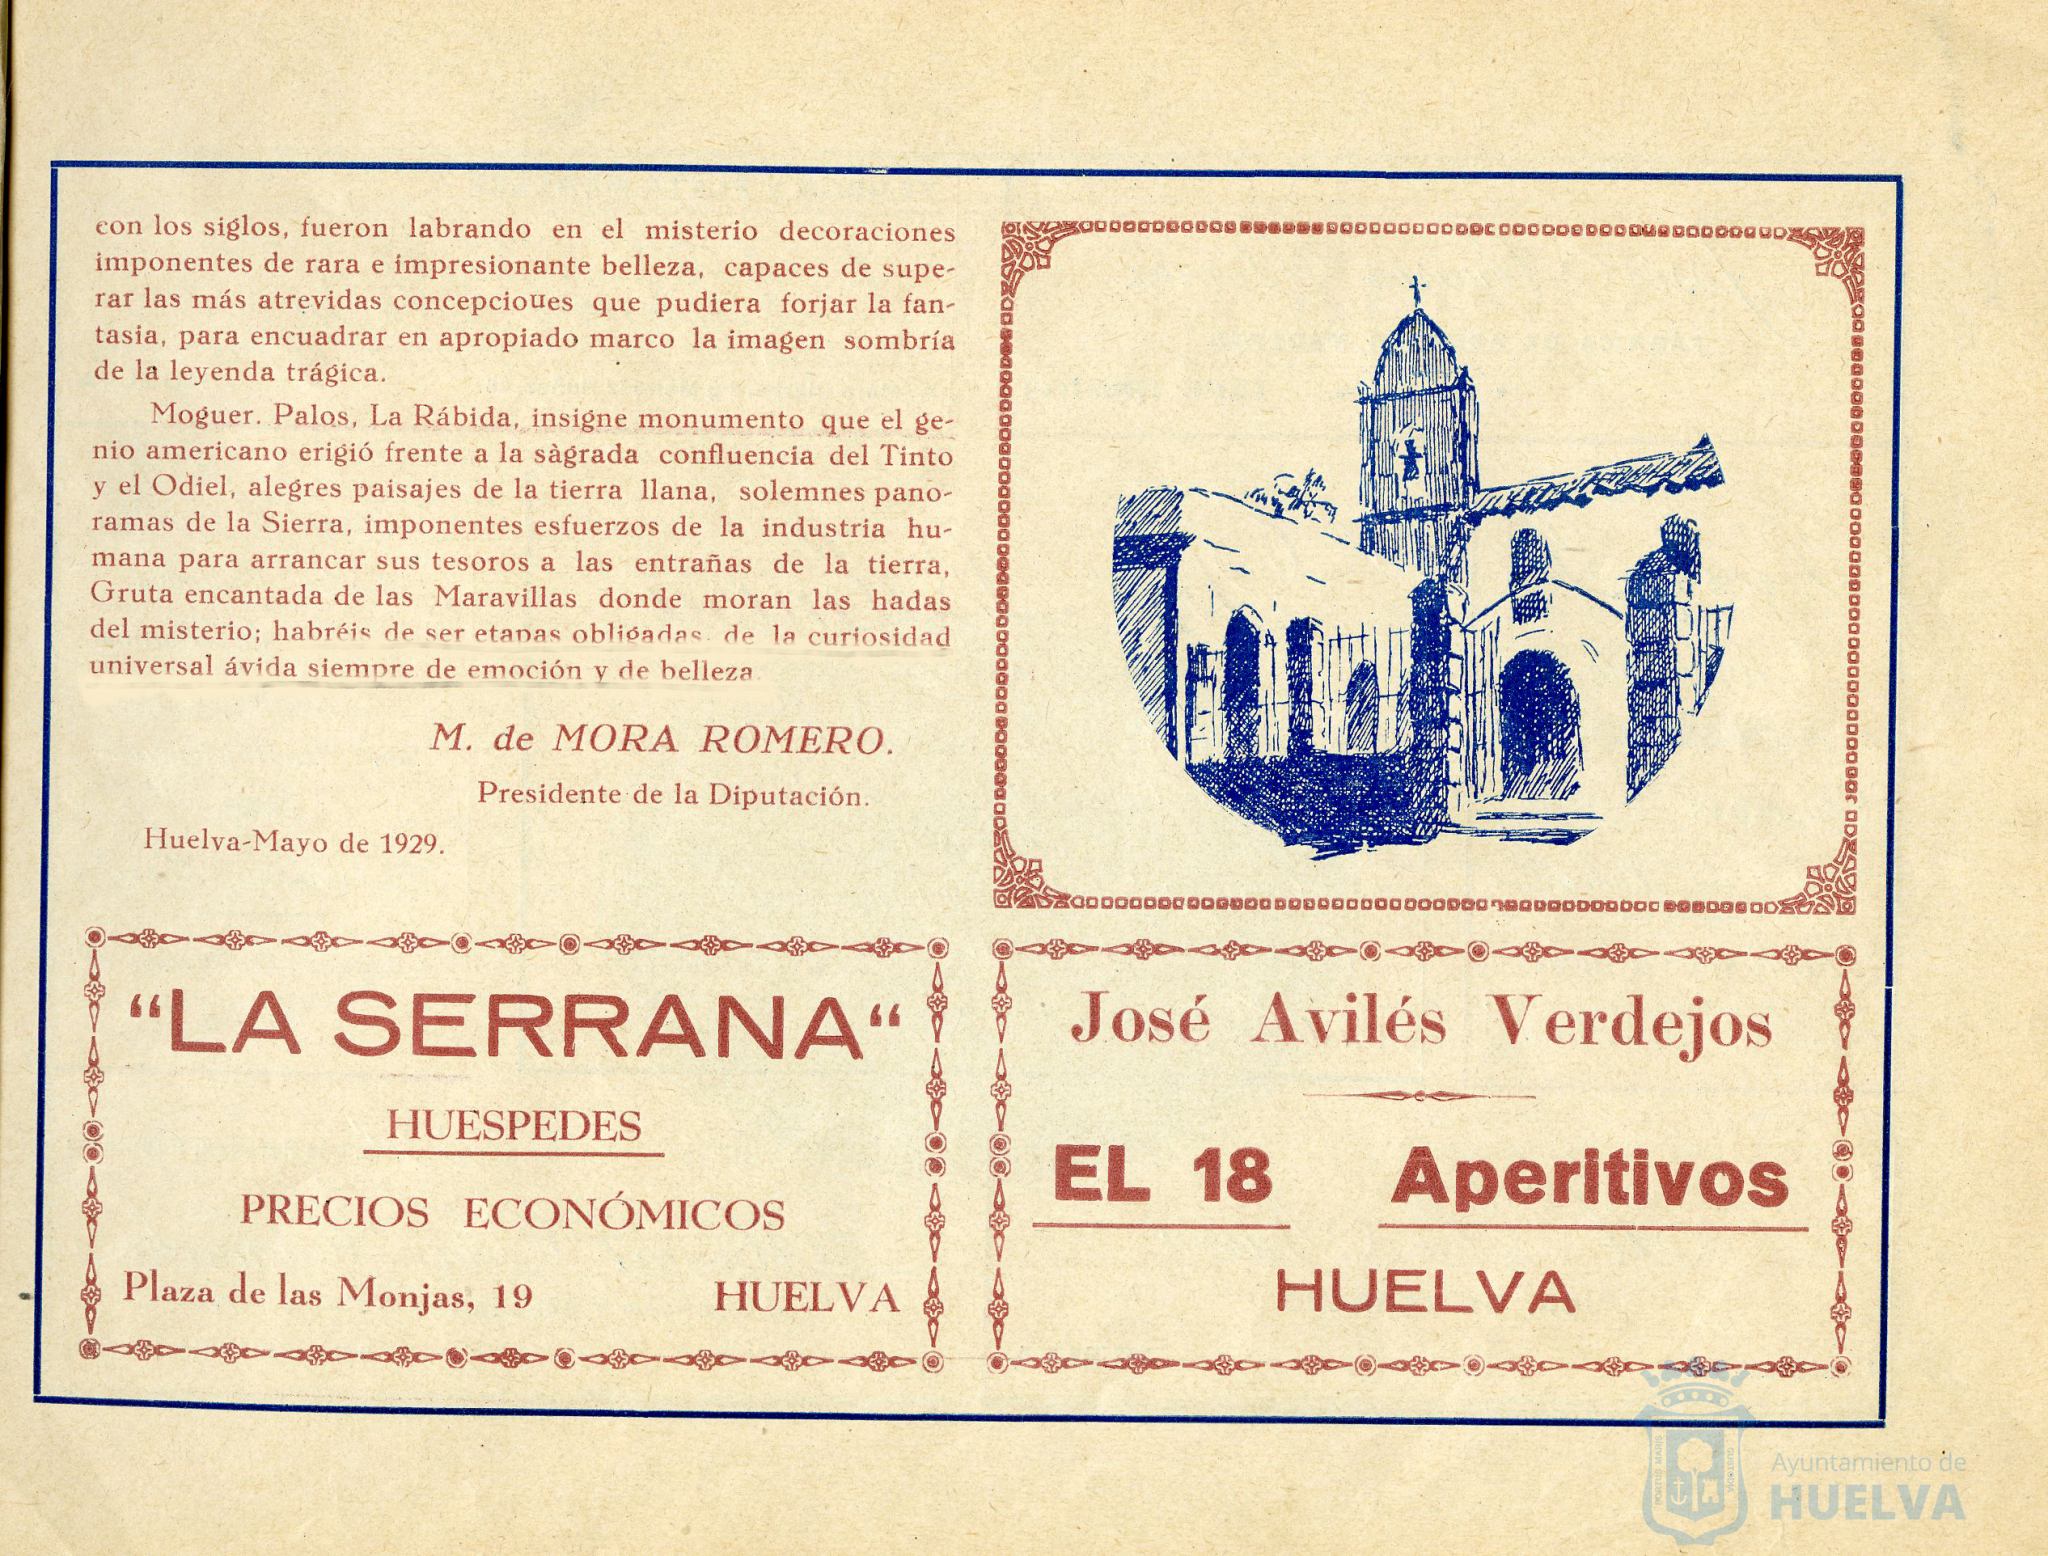 con los siglos, fueron labrando en el misterio decoraciones
imponentes de rara e impresionante belleza, capaces de supe-
rar las más atrevidas concepcioues que pudiera forjar la fan-
tasia, para encuadrar en apropiado marco la imagen sombría
de la leyenda trágica.
Moguer. Palos, La Rábida, insigne monumento que el ge-
nio americano erigió frente a la sàgrada confluencia del Tinto
y el Odiel, alegres paisajes de la tierra llana, solemnes pano-
ramas de la Sierra, imponentes esfuerzos de la industria hu-
mana para arrancar sus tesoros a las entrañas de la tierra,
Gruta encantada de las Maravillas donde moran las hadas
del misterio; habréis de ser etapas obligadas de la curiosidad
universal ávida siempre de emoción y de belleza.
M. de MORA ROMERO.
Presidente de la Diputación.
Huelva-Mayo de 1929.
"LA SERRANA"
HUESPEDES
PRECIOS ECONÓMICOS
Plaza de las Monjas, 19 HUELVA
José Avilés Verdejos
EL 18 Aperitivos
HUELVA
PORTUS MARIS CUSTODIA
Ayuntamiento de
HUELVA